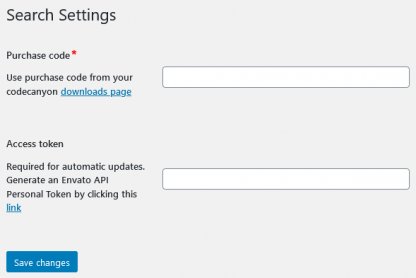 Search Settings
Purchase code*
Use purchase code from your
codecanyon downloads page
Access token
Required for automatic updates.
Generate an Envato API
Personal Token by clicking this
link
Save changes